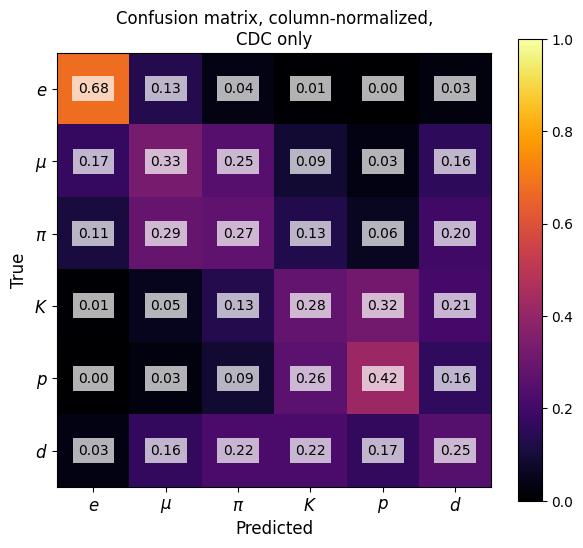 Confusion matrix, column-normalized,
CDC only
True
e 0.68 0.13 0.04 0.01 0.00 0.03
μ 0.17 0.33 0.25 0.09 0.03 0.16
π 0.11 0.29 0.27 0.13 0.06 0.20
K 0.01 0.05 0.13 0.28 0.32 0.21
p 0.00 0.03 0.09 0.26 0.42 0.16
d 0.03 0.16 0.22 0.22 0.17 0.25
e μ π K p d
Predicted
1.0
0.8
0.6
0.4
0.2
0.0